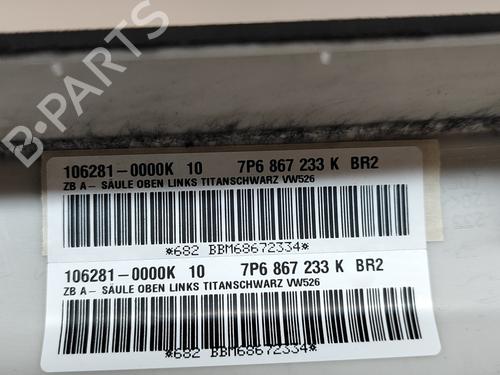 B-PARTS
106281-0000K 10 7P6 867 233 K BR2
ZB A- SÄULE OBEN LINKS TITANSCHWARZ VW526
*682 BBM68672334*
106281-0000K 10 7P6 867 233 K BR2
ZB A- SÄULE OBEN LINKS TITANSCHWARZ VW526
*682 BBM68672334*